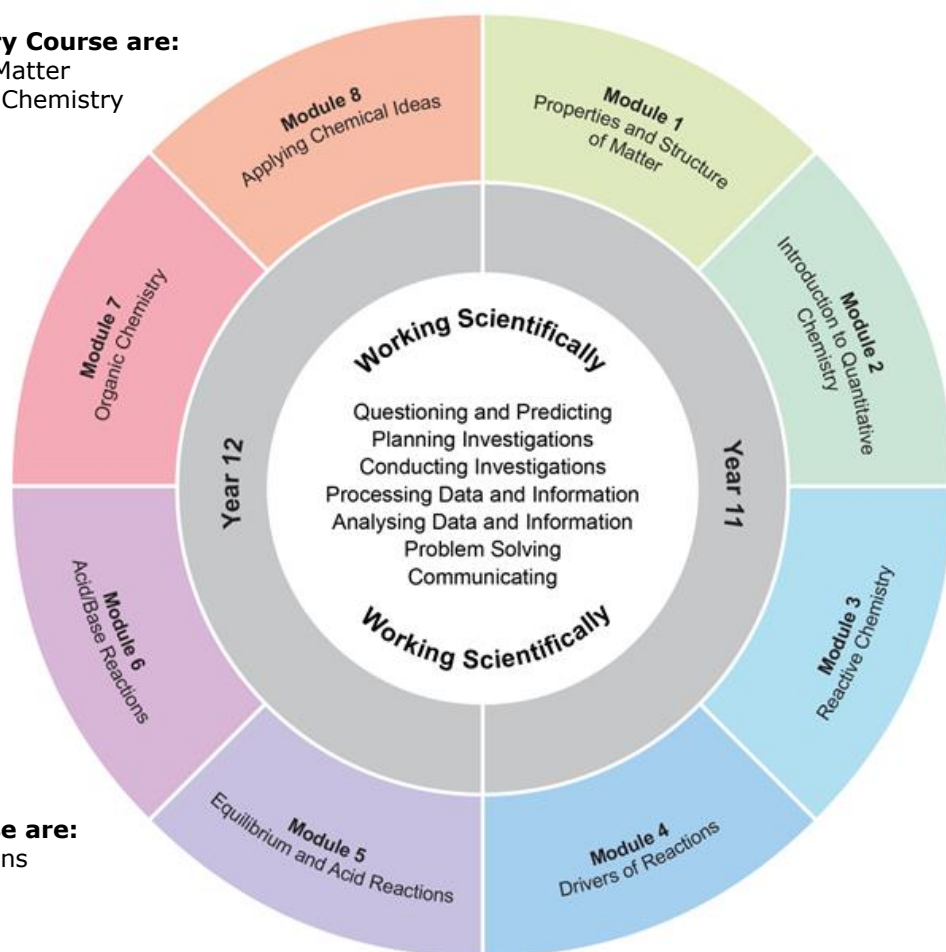 ry Course are:
Matter
Chemistry
Module 8
Applying Chemical Ideas
Module 1
Properties and Structure
of Matter
Module 7
Organic Chemistry
Module 2
Introduction to Quantitative
Chemistry
Working Scientifically
Questioning and Predicting
Planning Investigations
Conducting Investigations
Processing Data and Information
Analysing Data and Information
Problem Solving
Communicating
Working Scientifically
Year 12
Year 11
Module 6
Acid/Base Reactions
Module 3
Reactive Chemistry
Module 5
Equilibrium and Acid Reactions
Module 4
Drivers of Reactions
se are:
ns